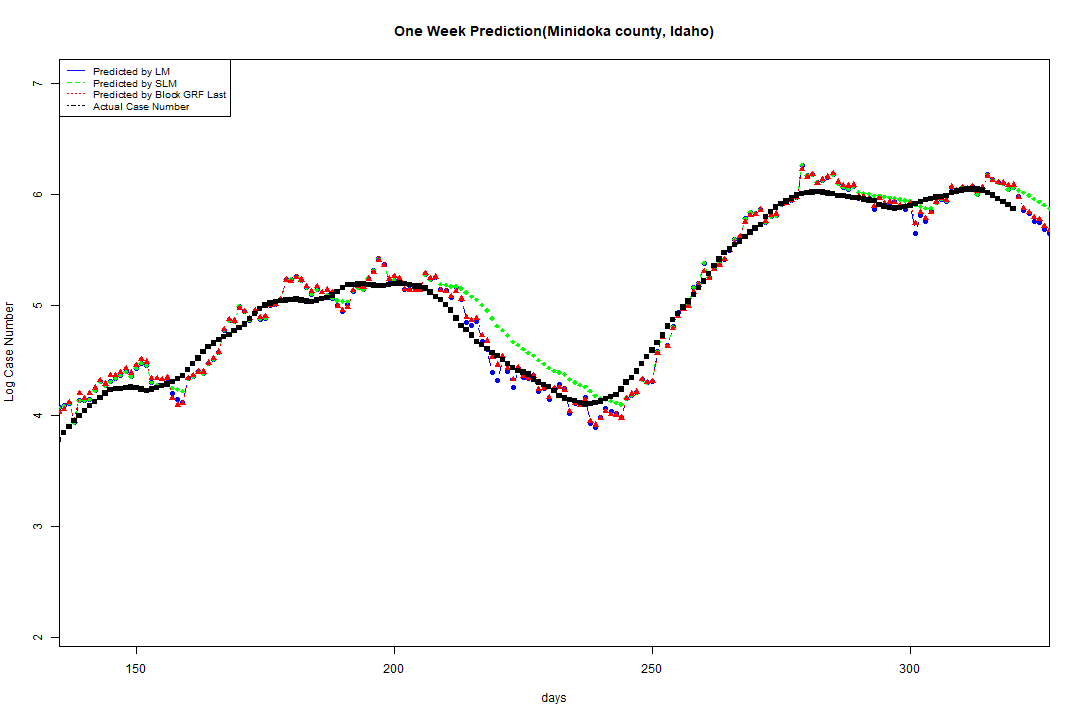 One Week Prediction(Minidoka county, Idaho)
Predicted by LM
Predicted by SLM
Predicted by Block GRF Last
Actual Case Number
7
6
5
4
3
2
Log Case Number
150 200 250 300
days